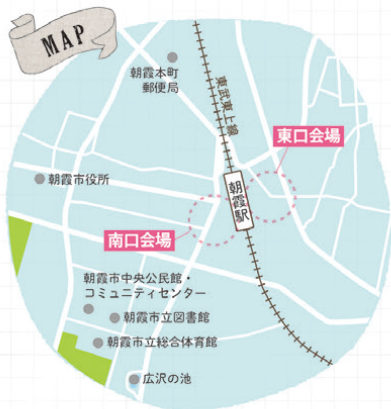 MAP
朝霞本町
郵便局
東武東上線
東口会場
朝霞市役所
朝霞駅
南口会場
朝霞市中央公民館・
コミュニティセンター
朝霞市立図書館
朝霞市立総合体育館
広沢の池